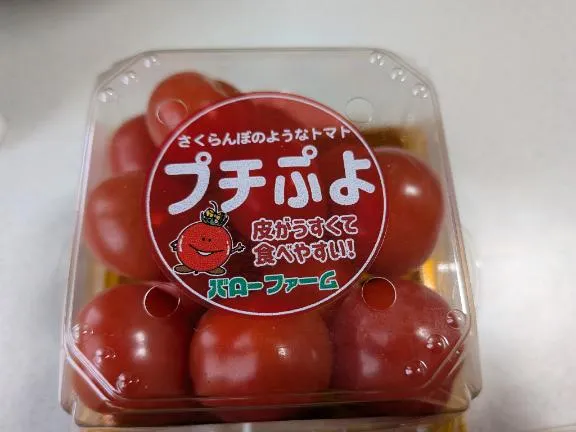 さくらんぼのようなトマト
プチぷよ
皮がうすくて
食べやすい!
バローファーム